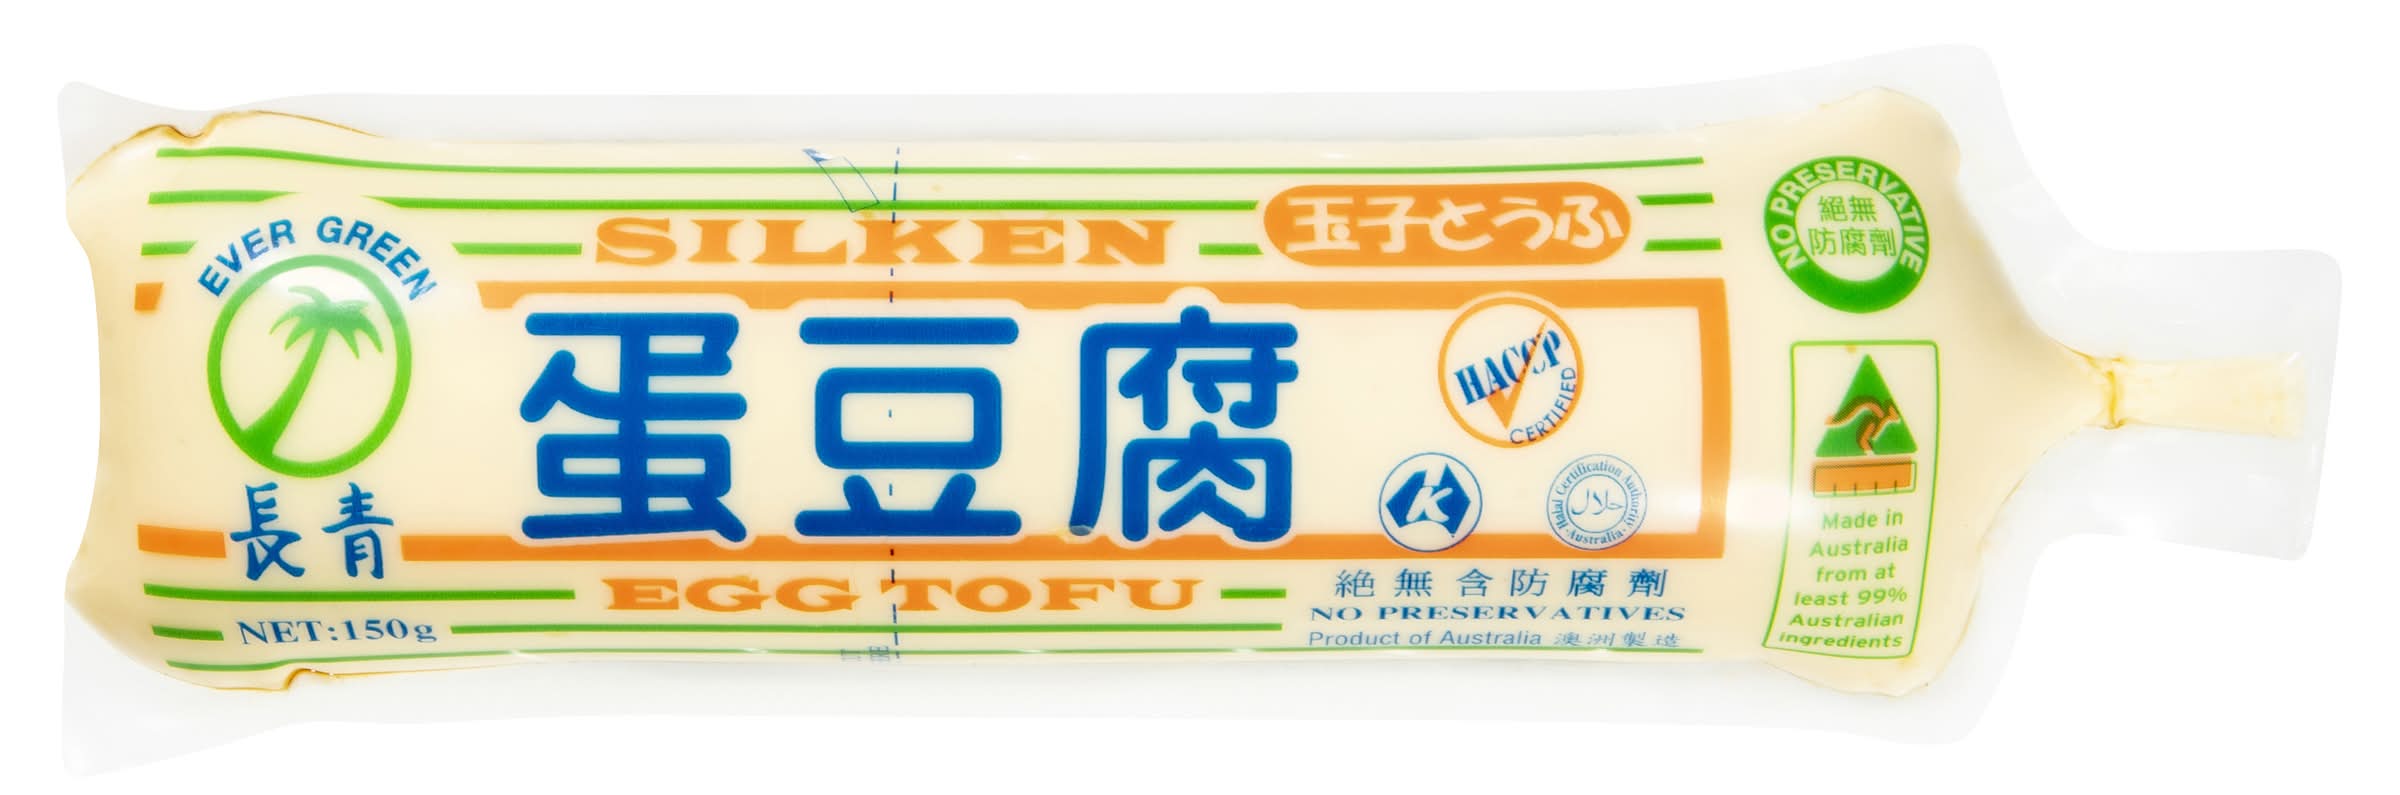 EVER GREEN
長青
NET:150g
SILKEN
玉子とうふ
蛋豆腐
EGG TOFU
HACCP
CERTIFIED
K
Halal Certification Authority
حلال
Australia
絕無含防腐劑
NO PRESERVATIVES
Product of Australia 澳洲製造
NO PRESERVATIVE
絕無
防腐劑
Made in
Australia
from at
least 99%
Australian
ingredients